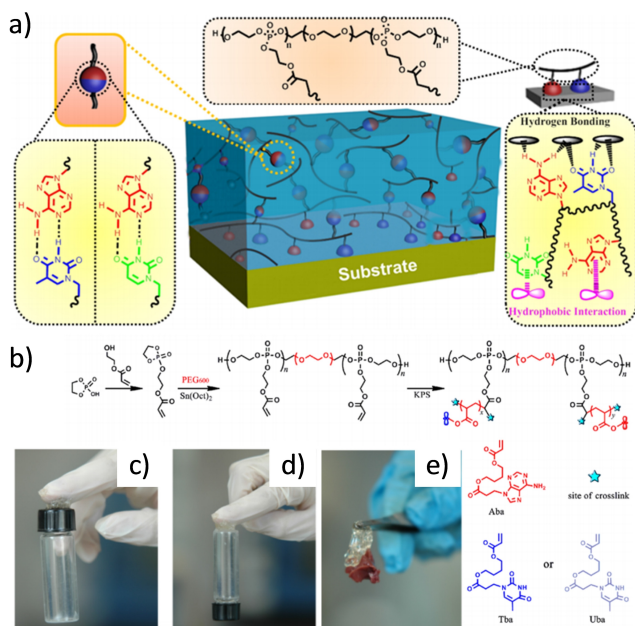 a)
Hydrogen Bonding
Substrate
Hydrophobic Interaction
b)
PEG600
Sn(Oct)2
KPS
c)
d)
e)
Aba
site of crosslink
Tba
or
Uba